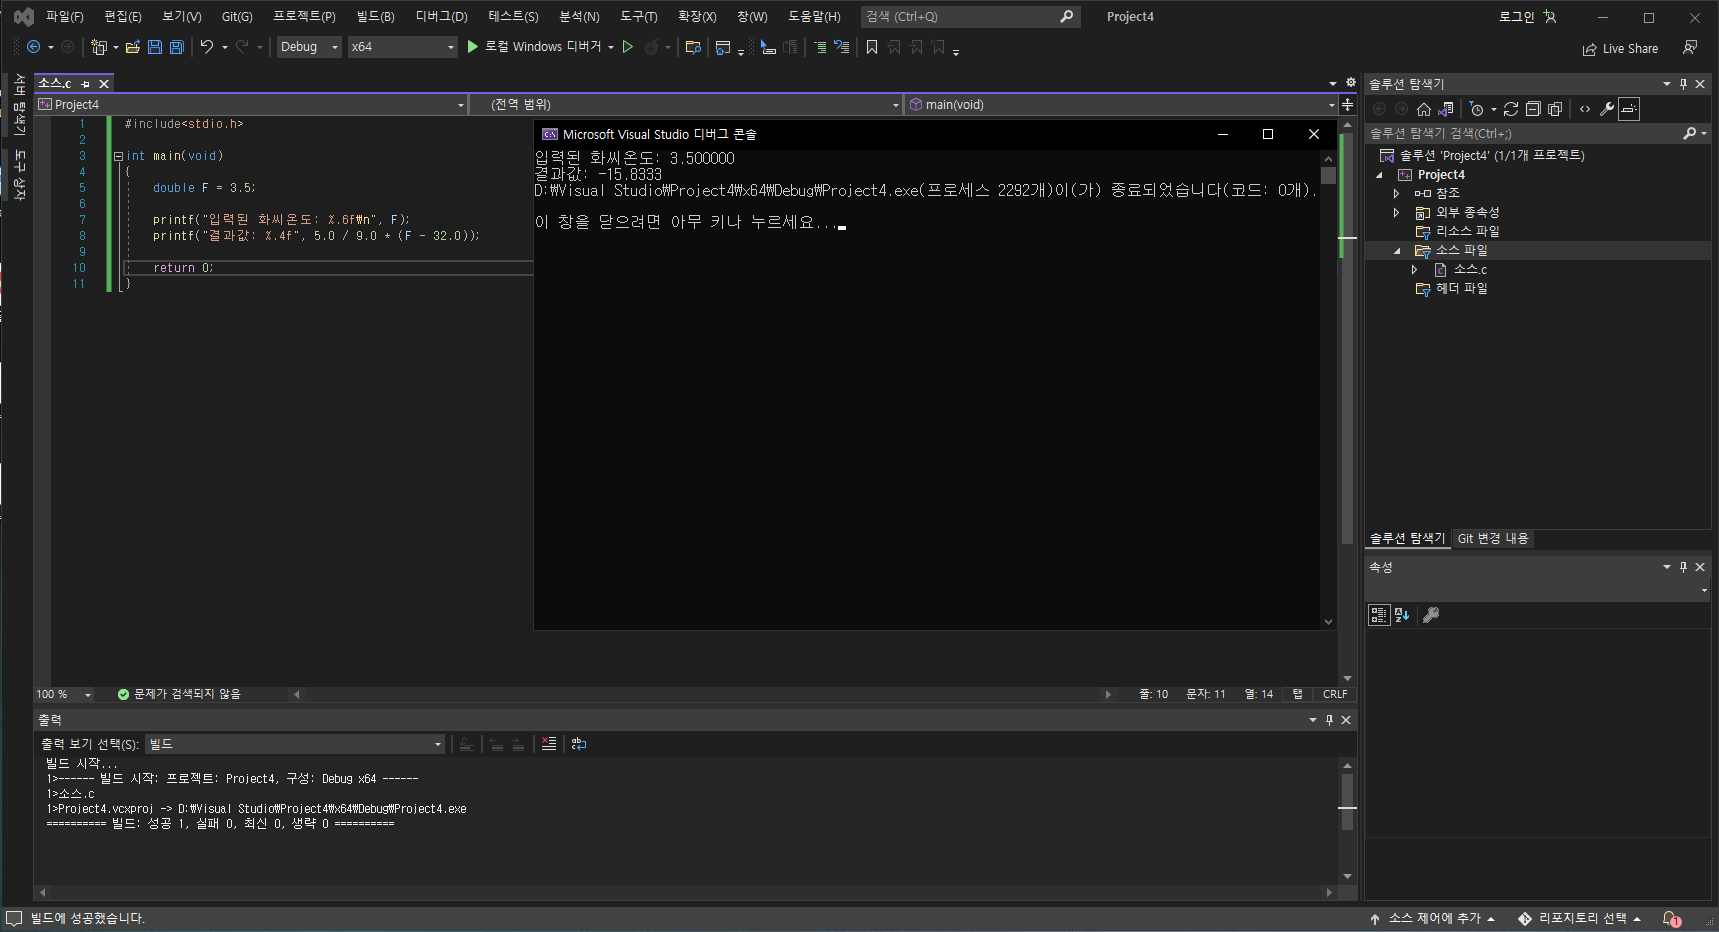 파일(F) 편집(E) 보기(V) Git(G) 프로젝트(P) 빌드(B) 디버그(D) 테스트(S) 분석(N) 도구(T) 확장(X) 창(W) 도움말(H) 검색 (Ctrl+Q) Project4 로그인
Debug x64 로컬 Windows 디버거 Live Share
서버 탐색기
도구 상자
소스.c
Project4 (전역 범위) main(void)
1 #include<stdio.h>
2
3 int main(void)
4 {
5 double F = 3.5;
6
7 printf("입력된 화씨온도: %.6f₩n", F);
8 printf("결과값: %.4f", 5.0 / 9.0 * (F - 32.0));
9
10 return 0;
11 }
Microsoft Visual Studio 디버그 콘솔
입력된 화씨온도: 3.500000
결과값: -15.8333
D:₩Visual Studio₩Project4₩x64₩Debug₩Project4.exe(프로세스 2292개)이(가) 종료되었습니다(코드: 0개).
이 창을 닫으려면 아무 키나 누르세요...
100 % 문제가 검색되지 않음 줄: 10 문자: 11 열: 14 탭 CRLF
출력
출력 보기 선택(S): 빌드
빌드 시작...
1>------ 빌드 시작: 프로젝트: Project4, 구성: Debug x64 ------
1>소스.c
1>Project4.vcxproj -> D:₩Visual Studio₩Project4₩x64₩Debug₩Project4.exe
========== 빌드: 성공 1, 실패 0, 최신 0, 생략 0 ==========
솔루션 탐색기
솔루션 탐색기 검색(Ctrl+;)
솔루션 'Project4' (1/1개 프로젝트)
Project4
참조
외부 종속성
리소스 파일
소스 파일
소스.c
헤더 파일
솔루션 탐색기 Git 변경 내용
속성
빌드에 성공했습니다. 소스 제어에 추가 리포지토리 선택 1